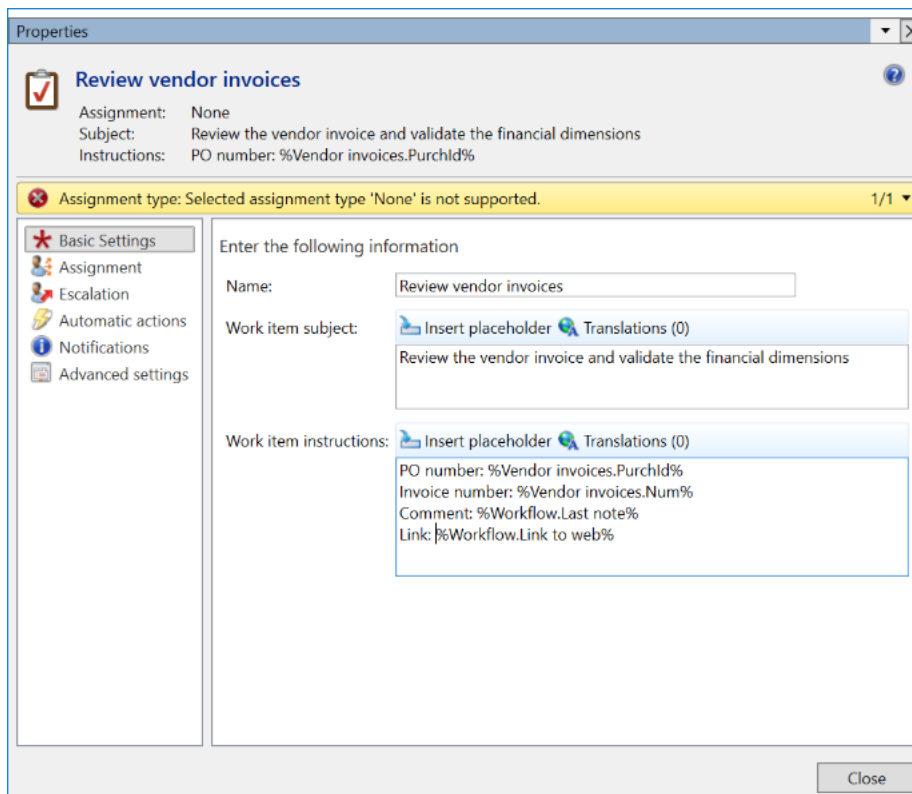 Properties
Review vendor invoices
Assignment: None
Subject: Review the vendor invoice and validate the financial dimensions
Instructions: PO number: %Vendor invoices.PurchId%
Assignment type: Selected assignment type 'None' is not supported. 1/1
Basic Settings
Assignment
Escalation
Automatic actions
Notifications
Advanced settings
Enter the following information
Name: Review vendor invoices
Work item subject: Insert placeholder Translations (0)
Review the vendor invoice and validate the financial dimensions
Work item instructions: Insert placeholder Translations (0)
PO number: %Vendor invoices.PurchId%
Invoice number: %Vendor invoices.Num%
Comment: %Workflow.Last note%
Link: %Workflow.Link to web%
Close